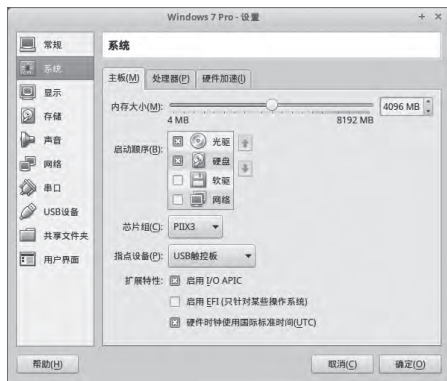 Windows 7 Pro - 设置
常规
系统
显示
存储
声音
网络
串口
USB设备
共享文件夹
用户界面
系统
主板(M) 处理器(P) 硬件加速(l)
内存大小(M): 4096 MB
4 MB 8192 MB
启动顺序(B):
光驱
硬盘
软驱
网络
芯片组(C): PIIX3
指点设备(P): USB触控板
扩展特性: 启用 I/O APIC
启用 EFI (只针对某些操作系统)
硬件时钟使用国际标准时间(UTC)
帮助(H) 取消(C) 确定(O)